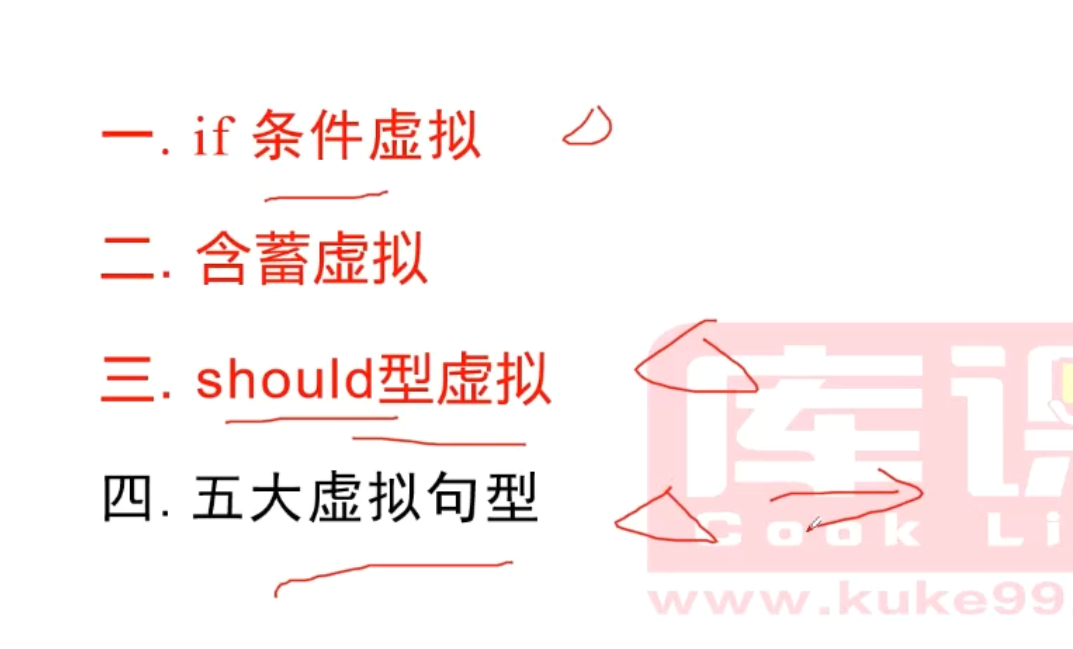 一. if 条件虚拟
二. 含蓄虚拟
三. should型虚拟
四. 五大虚拟句型
库课
Cook Li
www.kuke99.